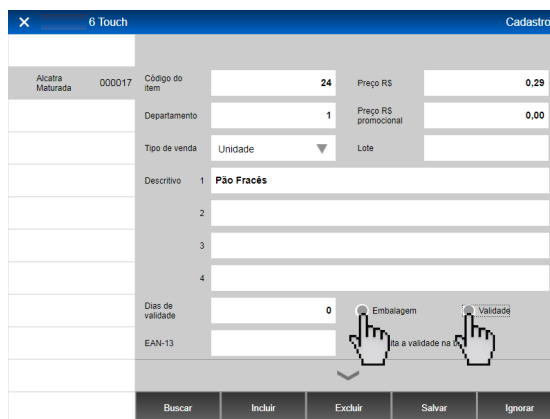 6 Touch Cadastro
Alcatra Maturada 000017
Código do item 24 Preço R$ 0,29
Departamento 1 Preço R$ promocional 0,00
Tipo de venda Unidade Lote
Descritivo 1 Pão Fracês
2
3
4
Dias de validade 0 Embalagem Validade
EAN-13 a validade na
Buscar Incluir Excluir Salvar Ignorar